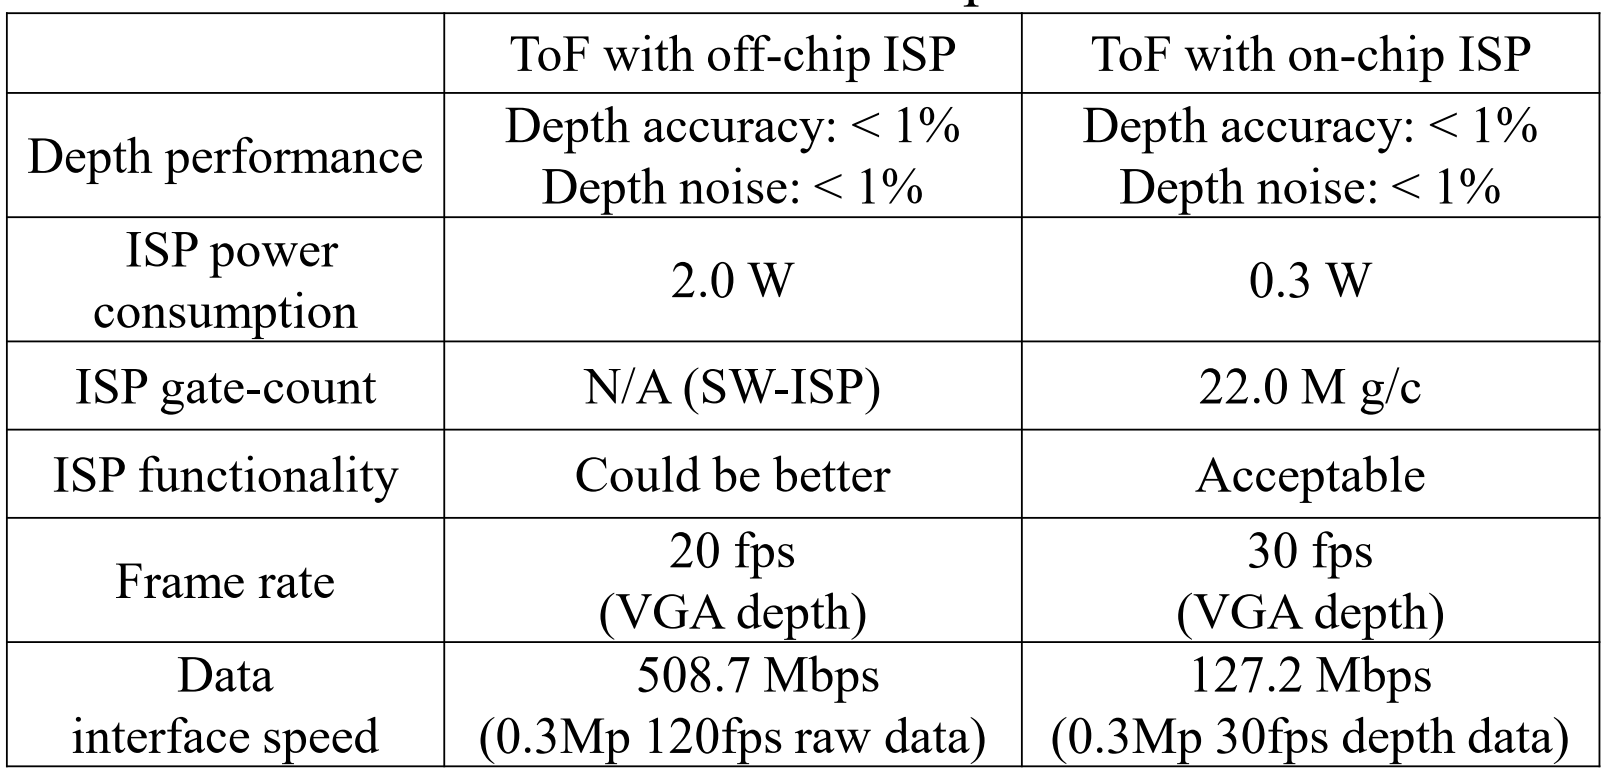 ToF with off-chip ISP
ToF with on-chip ISP
Depth performance
Depth accuracy: < 1%
Depth noise: < 1%
Depth accuracy: < 1%
Depth noise: < 1%
ISP power
consumption
2.0 W
0.3 W
ISP gate-count
N/A (SW-ISP)
22.0 M g/c
ISP functionality
Could be better
Acceptable
Frame rate
20 fps
(VGA depth)
30 fps
(VGA depth)
Data
interface speed
508.7 Mbps
(0.3Mp 120fps raw data)
127.2 Mbps
(0.3Mp 30fps depth data)